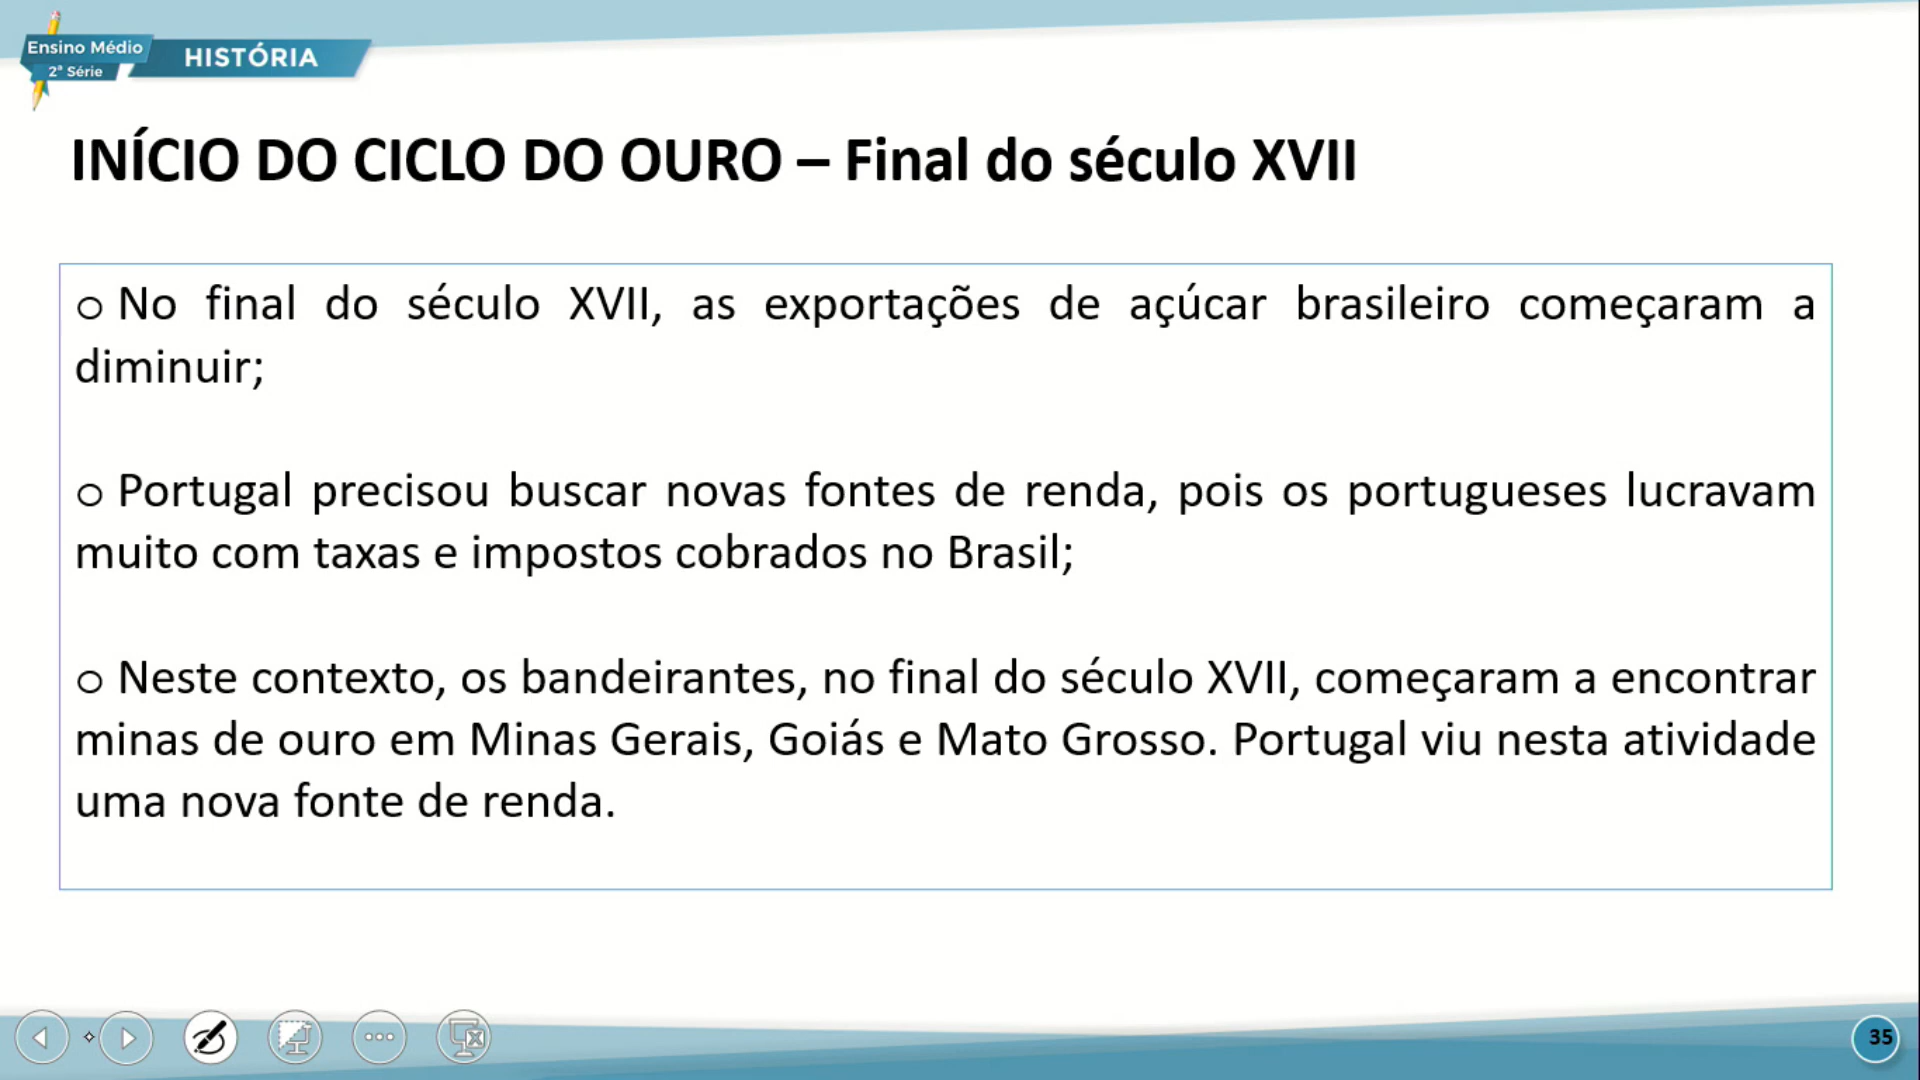 Ensino Médio
2ª Série
HISTÓRIA
INÍCIO DO CICLO DO OURO – Final do século XVII
o No final do século XVII, as exportações de açúcar brasileiro começaram a
diminuir;
o Portugal precisou buscar novas fontes de renda, pois os portugueses lucravam
muito com taxas e impostos cobrados no Brasil;
o Neste contexto, os bandeirantes, no final do século XVII, começaram a encontrar
minas de ouro em Minas Gerais, Goiás e Mato Grosso. Portugal viu nesta atividade
uma nova fonte de renda.
35